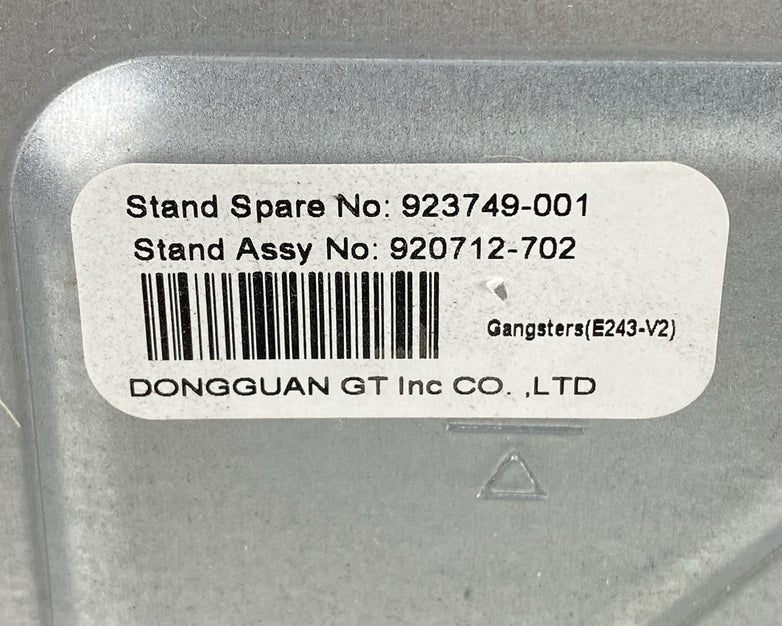 Stand Spare No: 923749-001
Stand Assy No: 920712-702
Gangsters(E243-V2)
DONGGUAN GT Inc CO. ,LTD